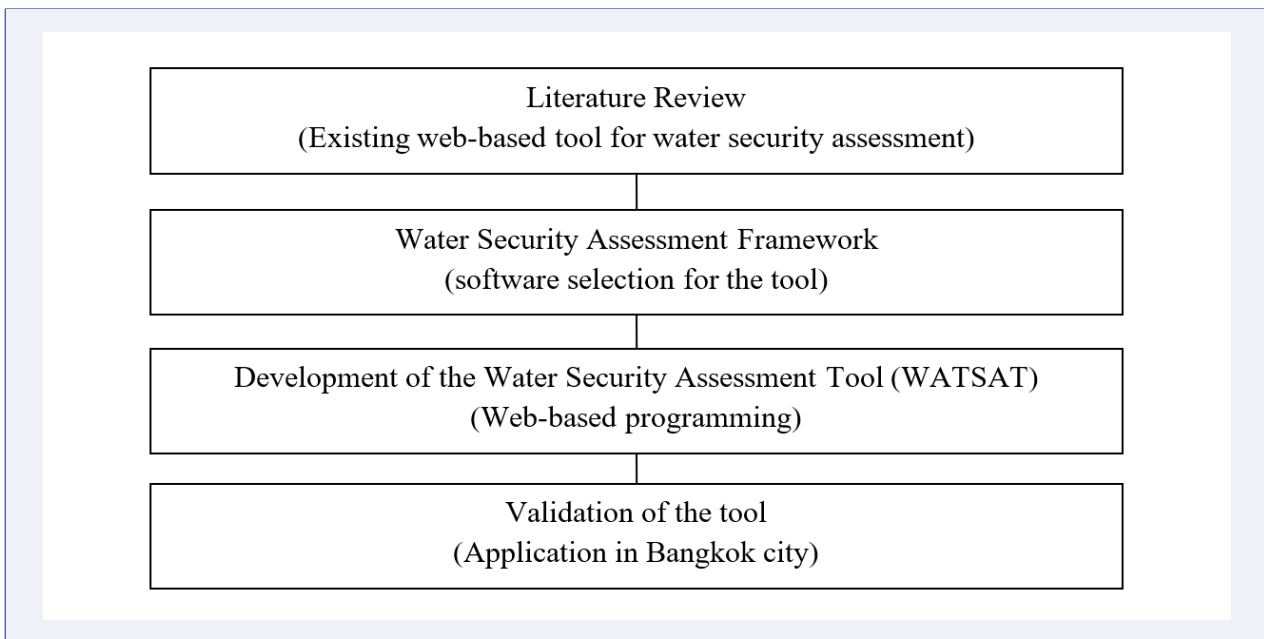 Literature Review
(Existing web-based tool for water security assessment)
Water Security Assessment Framework
(software selection for the tool)
Development of the Water Security Assessment Tool (WATSAT)
(Web-based programming)
Validation of the tool
(Application in Bangkok city)